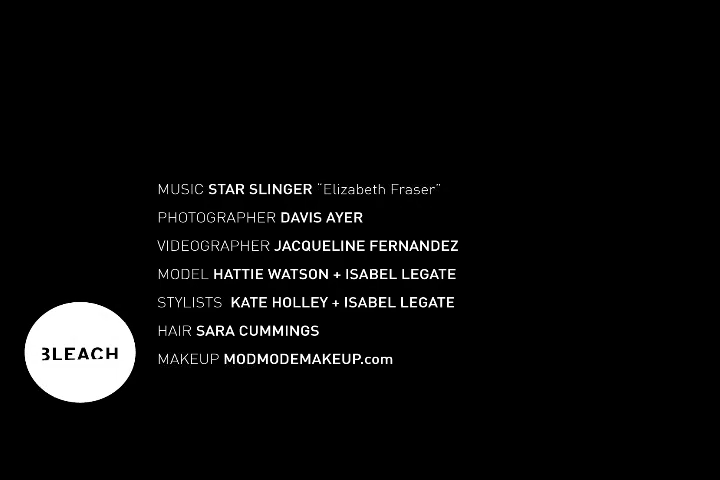 MUSIC STAR SLINGER “Elizabeth Fraser”
PHOTOGRAPHER DAVIS AYER
VIDEOGRAPHER JACQUELINE FERNANDEZ
MODEL HATTIE WATSON + ISABEL LEGATE
STYLISTS KATE HOLLEY + ISABEL LEGATE
HAIR SARA CUMMINGS
MAKEUP MODMODEMAKEUP.com
BLEACH